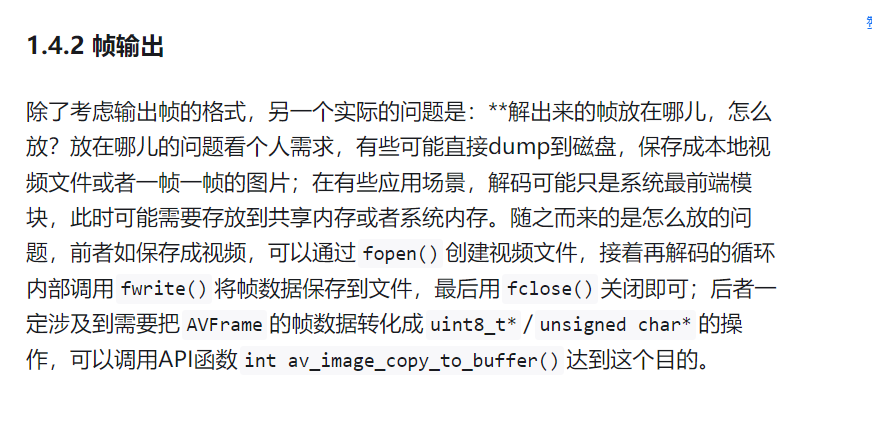 1.4.2 帧输出
除了考虑输出帧的格式，另一个实际的问题是：**解出来的帧放在哪儿，怎么
放？放在哪儿的问题看个人需求，有些可能直接dump到磁盘，保存成本地视
频文件或者一帧一帧的图片；在有些应用场景，解码可能只是系统最前端模
块，此时可能需要存放到共享内存或者系统内存。随之而来的是怎么放的问
题，前者如保存成视频，可以通过 fopen() 创建视频文件，接着再解码的循环
内部调用 fwrite() 将帧数据保存到文件，最后用 fclose() 关闭即可；后者一
定涉及到需要把 AVFrame 的帧数据转化成 uint8_t* / unsigned char* 的操
作，可以调用API函数 int av_image_copy_to_buffer() 达到这个目的。